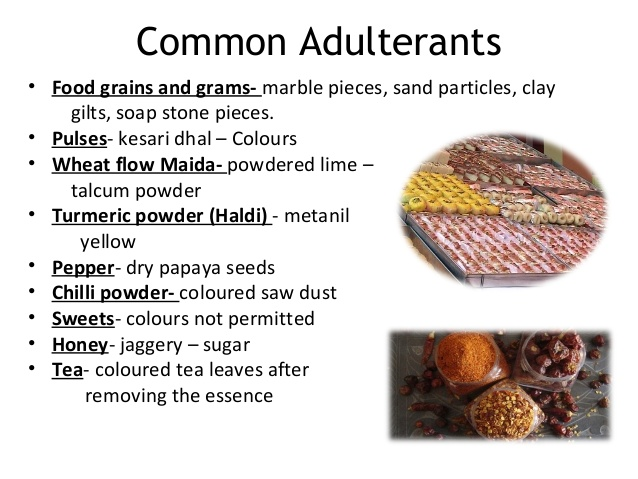 Common Adulterants
• Food grains and grams- marble pieces, sand particles, clay
gilts, soap stone pieces.
• Pulses- kesari dhal – Colours
• Wheat flow Maida- powdered lime –
talcum powder
• Turmeric powder (Haldi) - metanil
yellow
• Pepper- dry papaya seeds
• Chilli powder- coloured saw dust
• Sweets- colours not permitted
• Honey- jaggery – sugar
• Tea- coloured tea leaves after
removing the essence